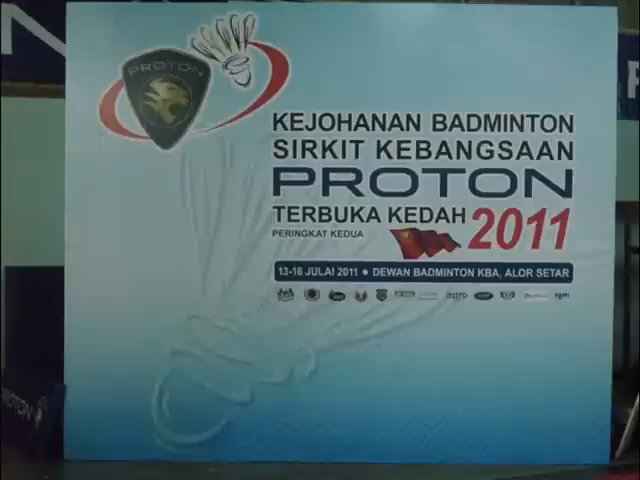 PROTON
KEJOHANAN BADMINTON
SIRKIT KEBANGSAAN
PROTON
TERBUKA KEDAH 2011
PERINGKAT KEDUA
13-16 JULAI 2011 ● DEWAN BADMINTON KBA, ALOR SETAR
astro
PROTON